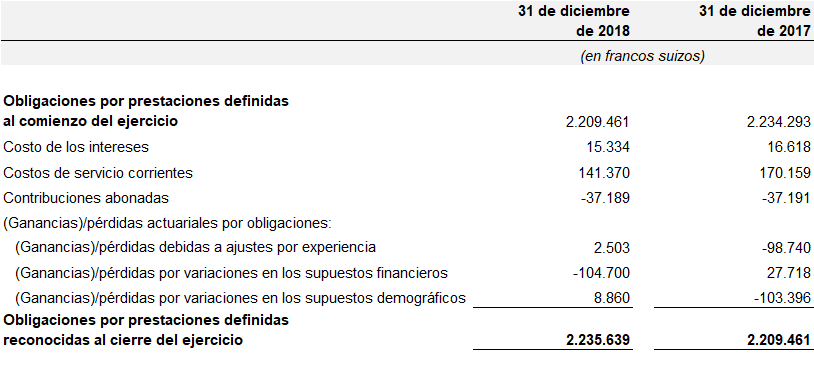 31 de diciembre 31 de diciembre
de 2018 de 2017
(en francos suizos)
Obligaciones por prestaciones definidas
al comienzo del ejercicio 2.209.461 2.234.293
Costo de los intereses 15.334 16.618
Costos de servicio corrientes 141.370 170.159
Contribuciones abonadas -37.189 -37.191
(Ganancias)/pérdidas actuariales por obligaciones:
(Ganancias)/pérdidas debidas a ajustes por experiencia 2.503 -98.740
(Ganancias)/pérdidas por variaciones en los supuestos financieros -104.700 27.718
(Ganancias)/pérdidas por variaciones en los supuestos demográficos 8.860 -103.396
Obligaciones por prestaciones definidas
reconocidas al cierre del ejercicio 2.235.639 2.209.461